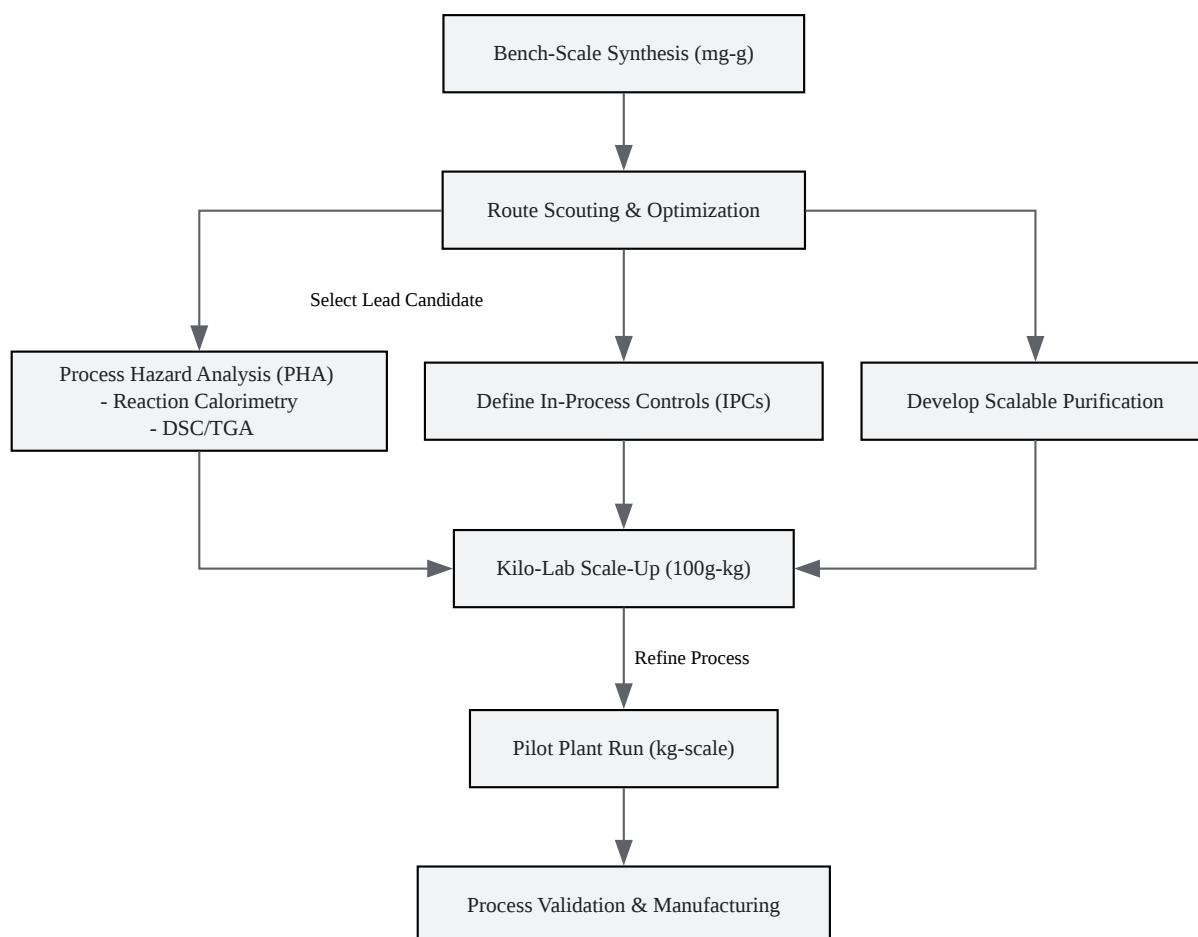 Bench-Scale Synthesis (mg-g)
Route Scouting & Optimization
Select Lead Candidate
Process Hazard Analysis (PHA)
- Reaction Calorimetry
- DSC/TGA
Define In-Process Controls (IPCs)
Develop Scalable Purification
Kilo-Lab Scale-Up (100g-kg)
Refine Process
Pilot Plant Run (kg-scale)
Process Validation & Manufacturing